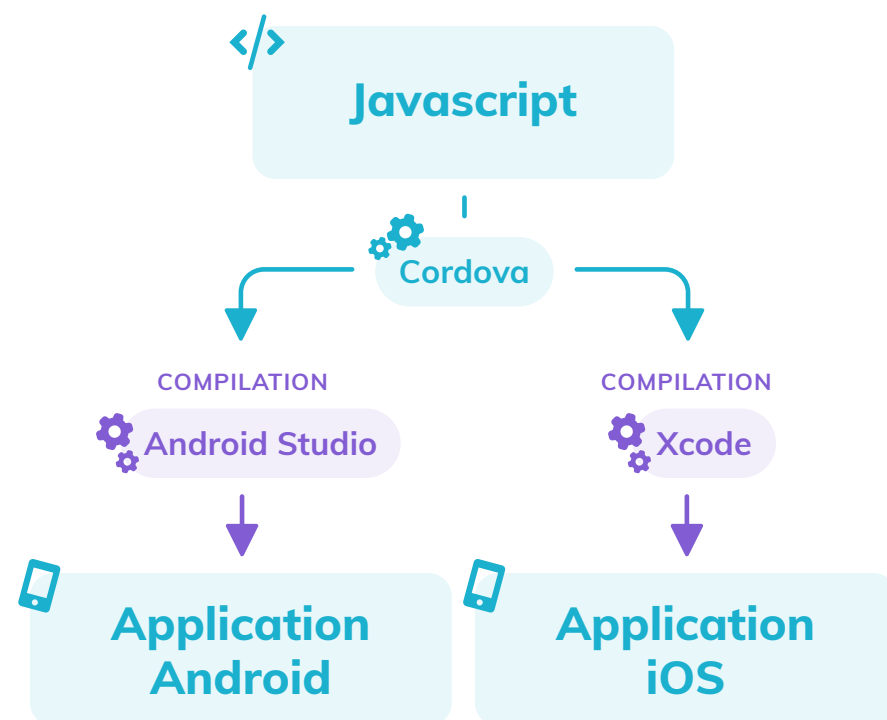 Javascript
Cordova
COMPILATION
Android Studio
COMPILATION
Xcode
Application
Android
Application
iOS